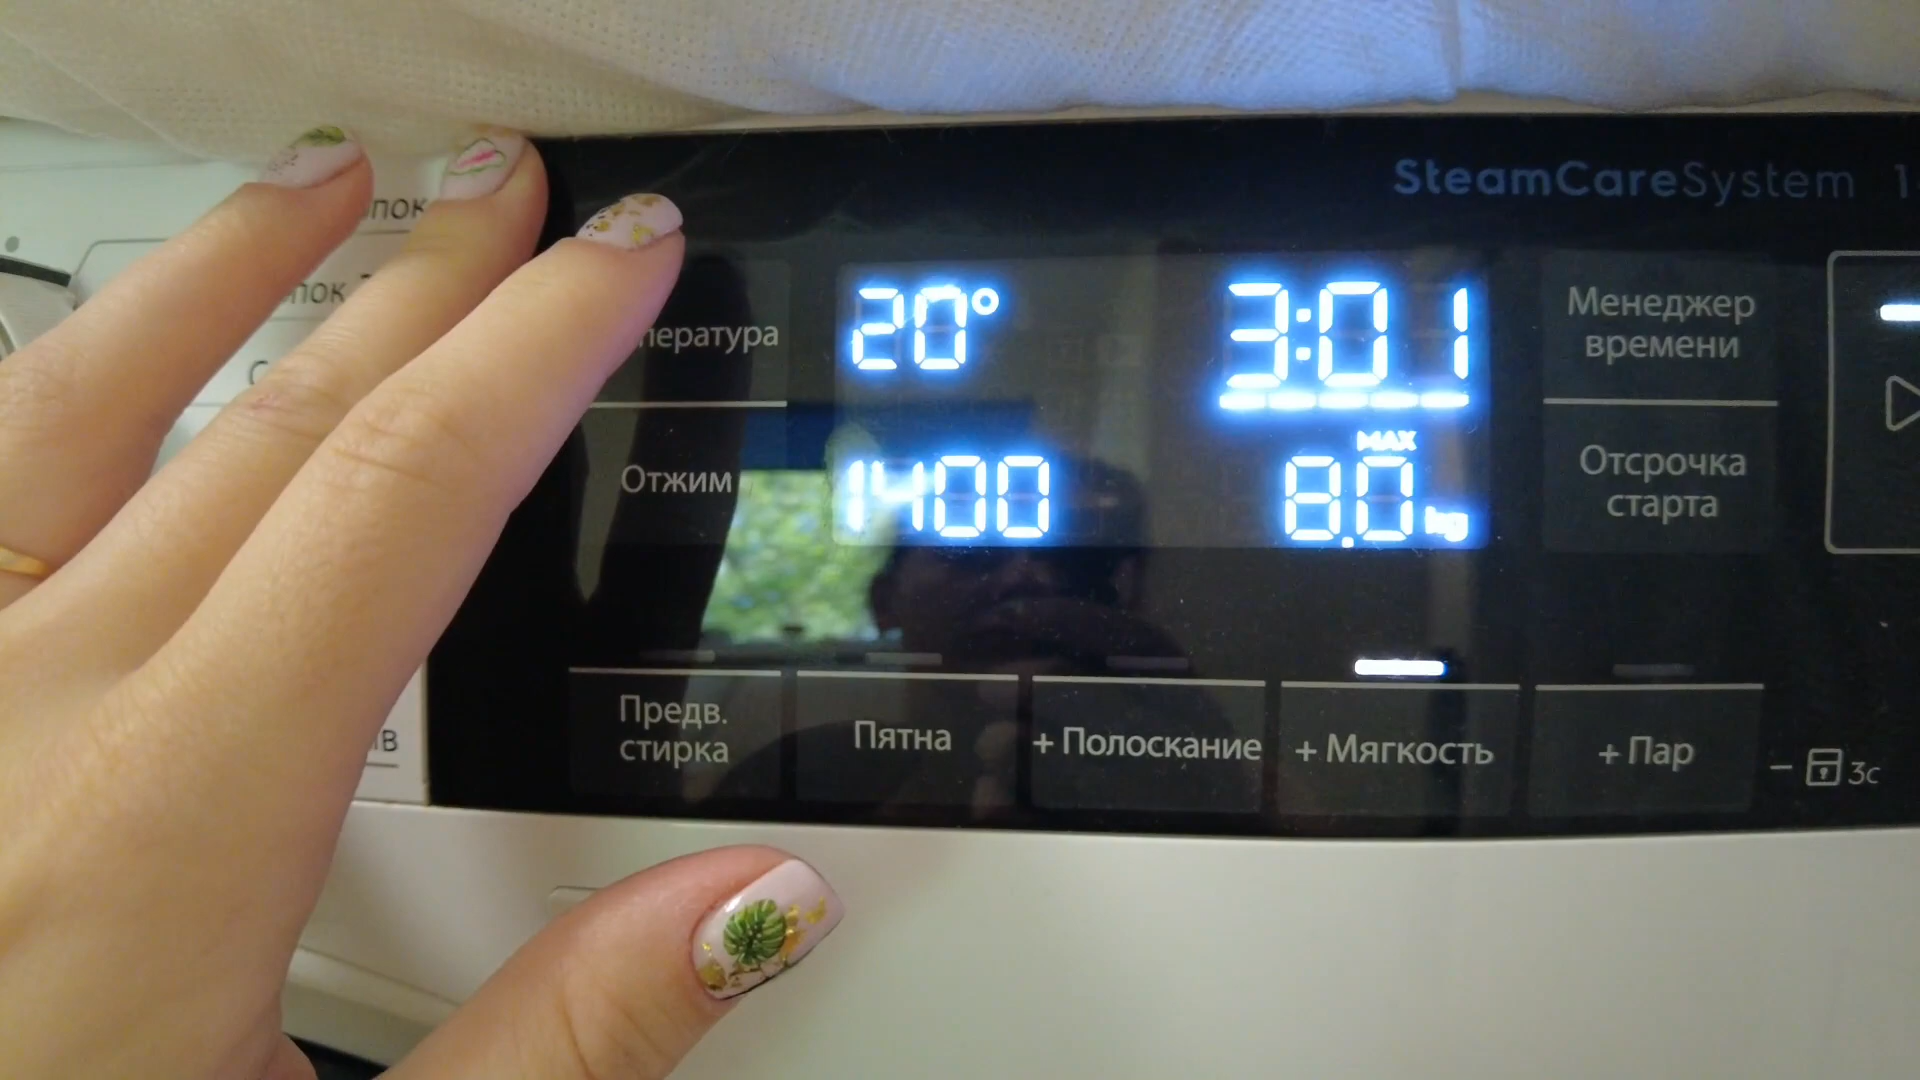 SteamCareSystem
20°
3:01
Менеджер
времени
Отжим
1400
MAX
8.0 kg
Отсрочка
старта
Предв.
стирка
Пятна
+ Полоскание
+ Мягкость
+ Пар
3с